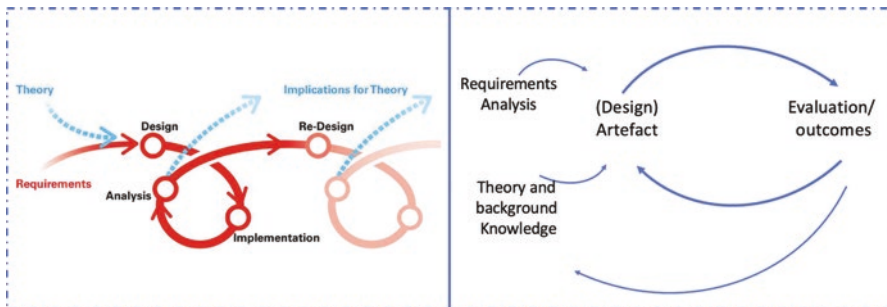 Theory
Implications for Theory
Design
Re-Design
Requirements
Analysis
Implementation
Requirements
Analysis
(Design)
Artefact
Evaluation/
outcomes
Theory and
background
Knowledge